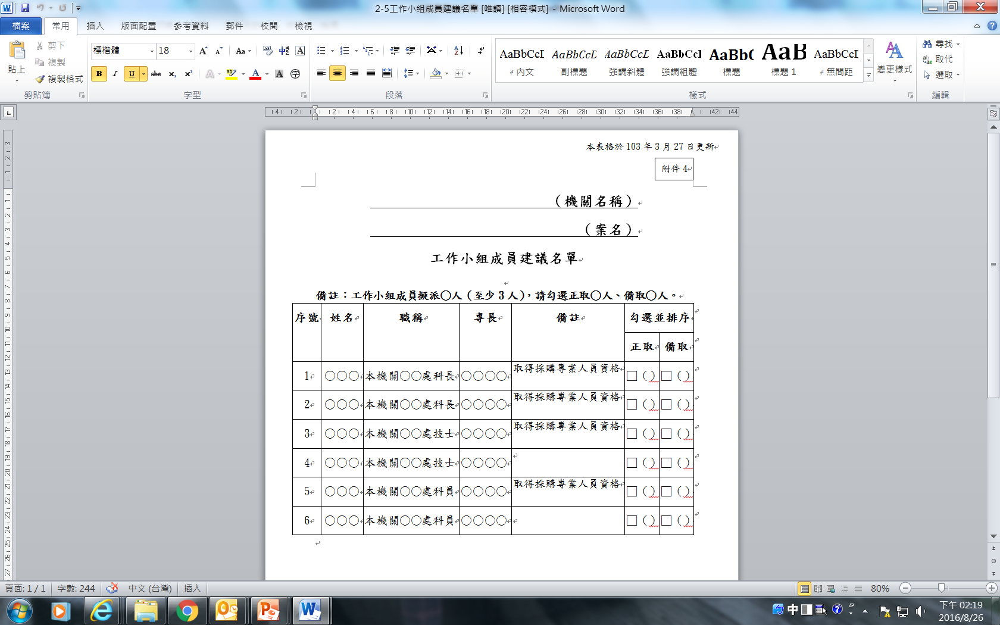 2-5工作小組成員建議名單 [唯讀] [相容模式] - Microsoft Word
檔案 常用 插入 版面配置 參考資料 郵件 校閱 檢視
貼上 剪下 複製 複製格式
標楷體 18
AaBbCcI AaBbCcD AaBbCcD AaBbCcI AaBbC AaB AaBbCcI
內文 副標題 強調斜體 強調粗體 標題 標題 1 無間距
變更樣式 尋找 取代 選取
剪貼簿 字型 段落 樣式 編輯
本表格於 103 年 3 月 27 日更新
附件 4
（機關名稱）
（案名）
工作小組成員建議名單
備註：工作小組成員擬派○人（至少 3 人），請勾選正取○人、備取○人。
序號 姓名 職稱 專長 備註 勾選並排序
正取 備取
1 ○○○ 本機關○○處科長 ○○○○ 取得採購專業人員資格 □（） □（）
2 ○○○ 本機關○○處科長 ○○○○ 取得採購專業人員資格 □（） □（）
3 ○○○ 本機關○○處技士 ○○○○ 取得採購專業人員資格 □（） □（）
4 ○○○ 本機關○○處技士 ○○○○ □（） □（）
5 ○○○ 本機關○○處科員 ○○○○ 取得採購專業人員資格 □（） □（）
6 ○○○ 本機關○○處科員 ○○○○ □（） □（）
頁面: 1 / 1 字數: 244 中文 (台灣) 插入 80%
中 下午 02:19
2016/8/26